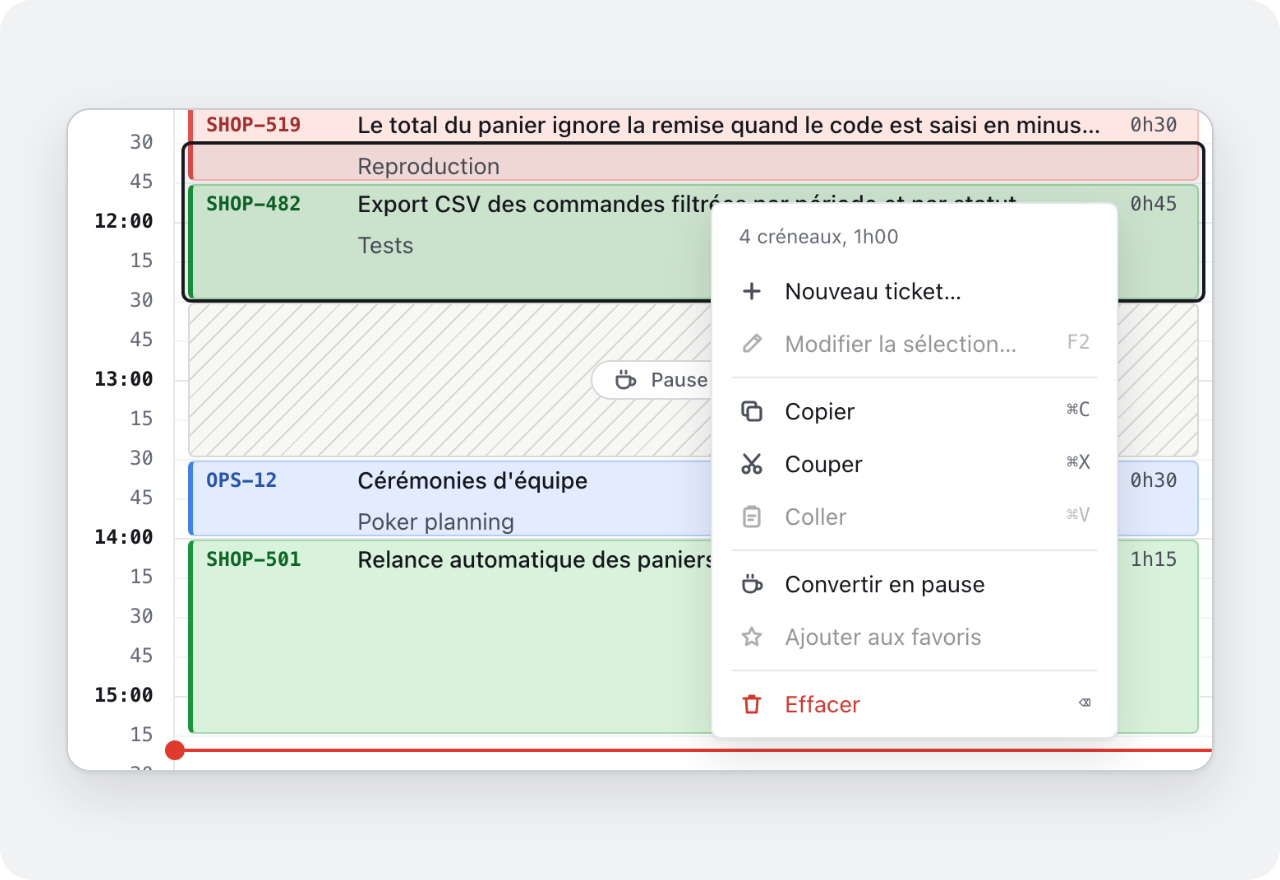 SHOP-519 Le total du panier ignore la remise quand le code est saisi en minus... 0h30
30
Reproduction
45
SHOP-482 Export CSV des commandes filtrées par période et par statut 0h45
12:00
Tests
15
30
45
13:00
Pause
15
30
OPS-12 Cérémonies d'équipe 0h30
45
Poker planning
14:00
SHOP-501 Relance automatique des paniers 1h15
15
30
45
15:00
15
4 créneaux, 1h00
Nouveau ticket...
Modifier la sélection... F2
Copier ⌘C
Couper ⌘X
Coller ⌘V
Convertir en pause
Ajouter aux favoris
Effacer ⌫